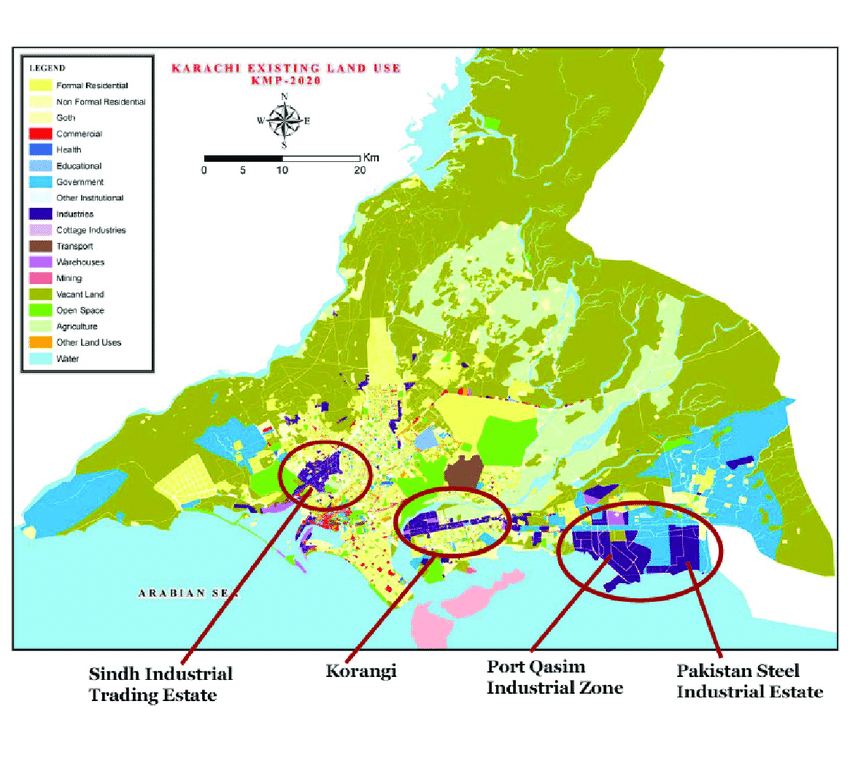 LEGEND
Formal Residential
Non Formal Residential
Goth
Commercial
Health
Educational
Government
Other Institutional
Industries
Cottage Industries
Transport
Warehouses
Mining
Vacant Land
Open Space
Agriculture
Other Land Uses
Water
KARACHI EXISTING LAND USE
KMP-2020
N
W E
S
Km
0 5 10 20
ARABIAN SEA
Sindh Industrial
Trading Estate
Korangi
Port Qasim
Industrial Zone
Pakistan Steel
Industrial Estate